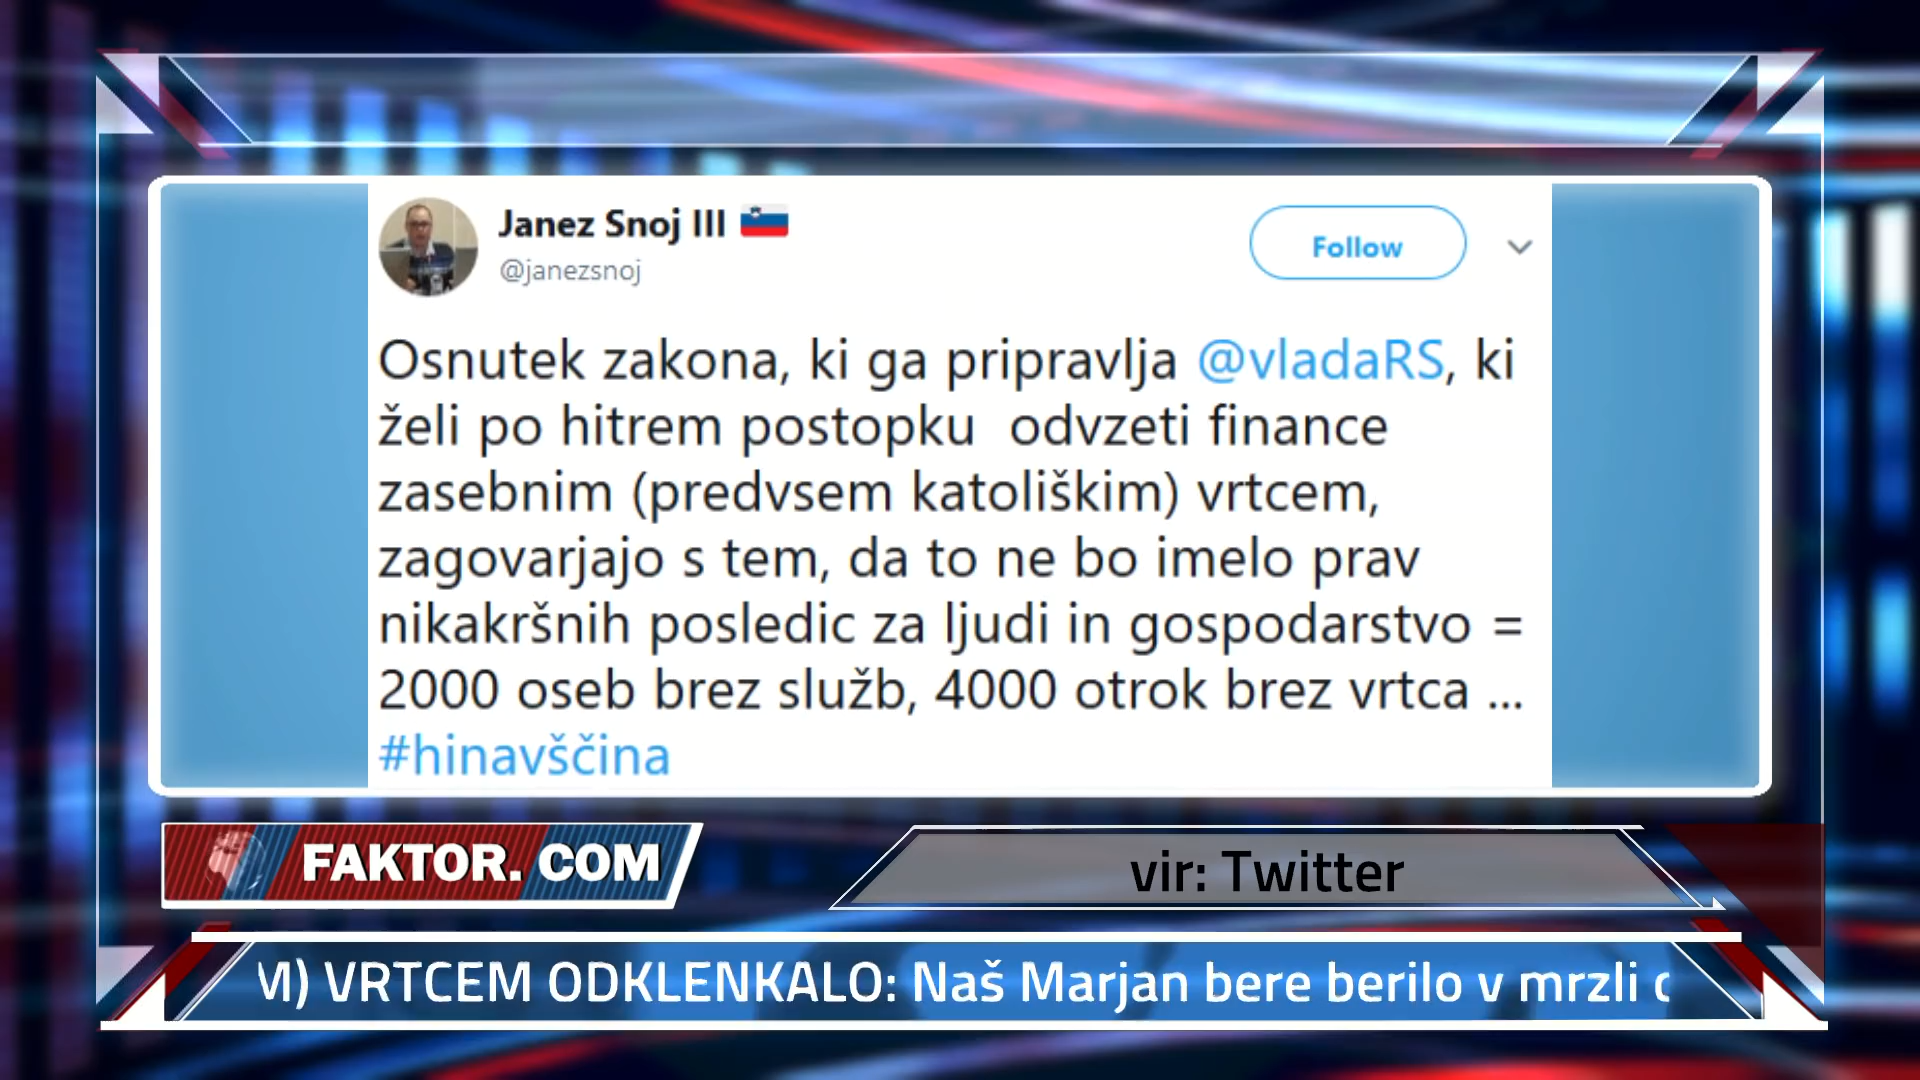 Janez Snoj III
@janezsnoj
Follow
Osnutek zakona, ki ga pripravlja @vladaRS, ki
želi po hitrem postopku odvzeti finance
zasebnim (predvsem katoliškim) vrtcem,
zagovarjajo s tem, da to ne bo imelo prav
nikakršnih posledic za ljudi in gospodarstvo =
2000 oseb brez služb, 4000 otrok brez vrtca ...
#hinavščina
FAKTOR.COM
vir: Twitter
M) VRTCEM ODKLENKALO: Naš Marjan bere berilo v mrzli